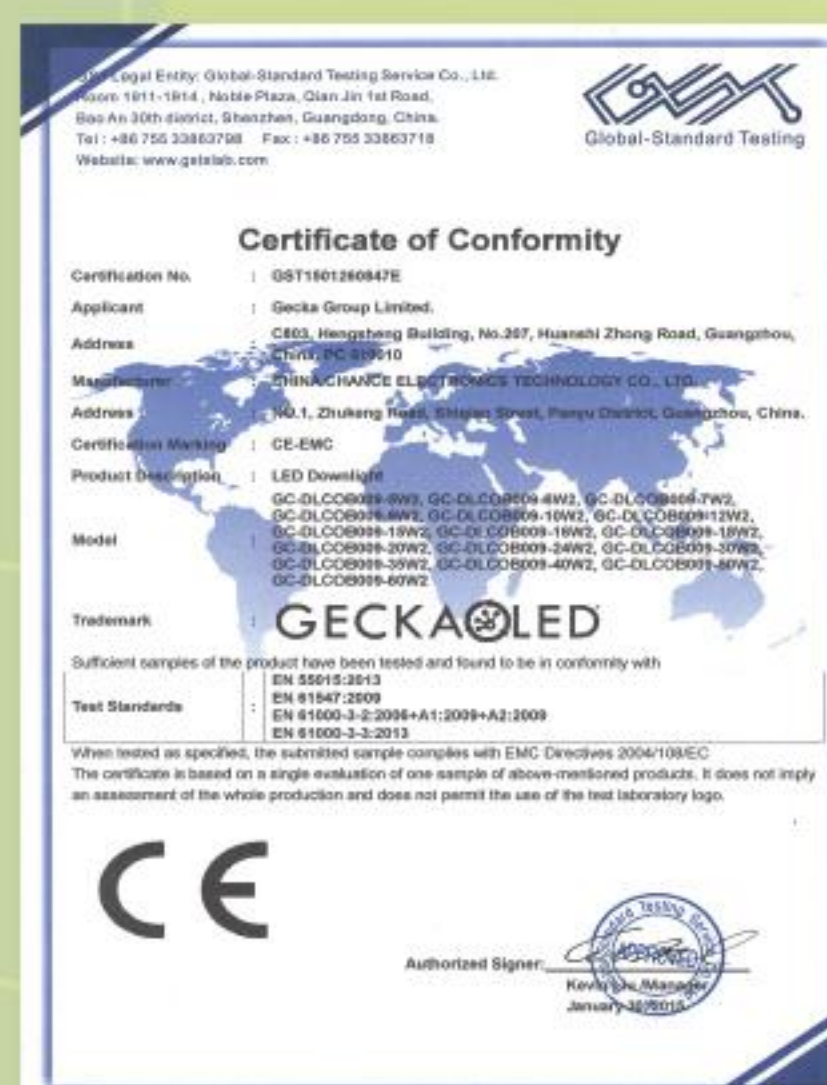 Legal Entity: Global-Standard Testing Service Co., Ltd.
Room 1911-1914, Noble Plaza, Qian Jin 1st Road,
Bao An 30th district, Shenzhen, Guangdong, China.
Tel : +86 755 33863798 Fax : +86 755 33863718
Website: www.gstslab.com
GST
Global-Standard Testing
Certificate of Conformity
Certification No. : GST1501260847E
Applicant : Gecka Group Limited.
Address : C803, Hengsheng Building, No.207, Huanshi Zhong Road, Guangzhou,
China, PC
Manufacturer : CHINA CHANCE ELECTRONICS TECHNOLOGY CO., LTD.
Address : NO.1, Zhukeng Road, Street, Panyu District, Guangzhou, China.
Certification Marking : CE-EMC
Product Description : LED Downlight
GC-DLCOB009-5W2, GC-DLCOB009-6W2, GC-DLCOB009-7W2,
GC-DLCOB009-10W2, GC-DLCOB009-12W2,
Model : GC-DLCOB009-15W2, GC-DLCOB009-16W2, GC-DLCOB009-18W2,
GC-DLCOB009-20W2, GC-DLCOB009-24W2, GC-DLCOB009-30W2,
GC-DLCOB009-35W2, GC-DLCOB009-40W2, GC-DLCOB009-50W2,
GC-DLCOB009-60W2
Trademark : GECKA LED
Sufficient samples of the product have been tested and found to be in conformity with
EN 55015:2013
EN 61547:2009
Test Standards : EN 61000-3-2:2006+A1:2009+A2:2009
EN 61000-3-3:2013
When tested as specified, the submitted sample complies with EMC Directives 2004/108/EC
The certificate is based on a single evaluation of one sample of above-mentioned products. It does not imply
an assessment of the whole production and does not permit the use of the test laboratory logo.
CE
APPROVED
Authorized Signer:
Kevin Liu /Manager
January 30, 2015